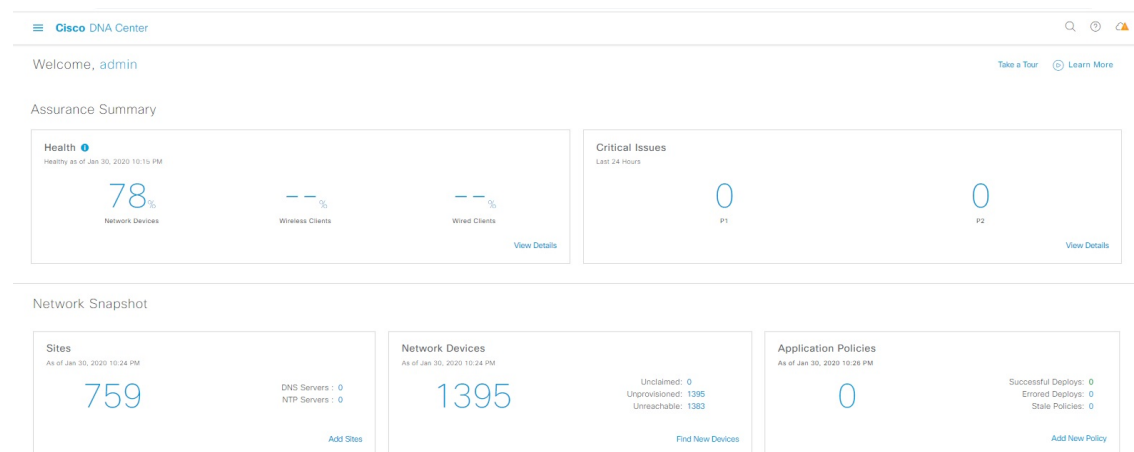 Cisco DNA Center
Welcome, admin
Take a Tour
Learn More
Assurance Summary
Health
Healthy as of Jan 30, 2020 10:15 PM
78%
Network Devices
--%
Wireless Clients
--%
Wired Clients
View Details
Critical Issues
Last 24 Hours
0
P1
0
P2
View Details
Network Snapshot
Sites
As of Jan 30, 2020 10:24 PM
759
DNS Servers : 0
NTP Servers : 0
Add Sites
Network Devices
As of Jan 30, 2020 10:24 PM
1395
Unclaimed: 0
Unprovisioned: 1395
Unreachable: 1383
Find New Devices
Application Policies
As of Jan 30, 2020 10:26 PM
0
Successful Deploys: 0
Errored Deploys: 0
Stale Policies: 0
Add New Policy